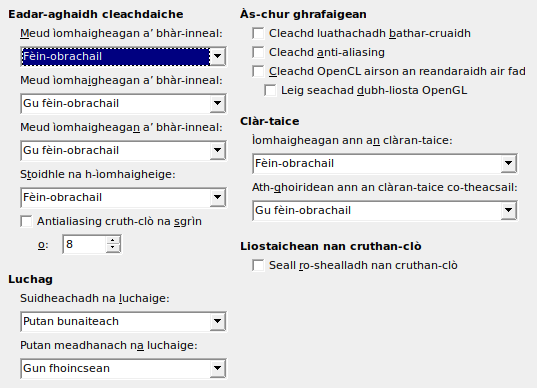 Eadar-aghaidh cleachdaiche
Meud ìomhaigheagan a’ bhàr-inneal:
Fèin-obrachail
Meud ìomhaigheagan a’ bhàr-inneal:
Gu fèin-obrachail
Meud ìomhaigheagan a’ bhàr-inneal:
Gu fèin-obrachail
Stoidhle na h-ìomhaigheige:
Fèin-obrachail
Antialiasing cruth-clò na sgrìn
o: 8
Luchag
Suidheachadh na luchaige:
Putan bunaiteach
Putan meadhanach na luchaige:
Gun fhoincsean
Às-chur ghrafaigean
Cleachd luathachadh bathar-cruaidh
Cleachd anti-aliasing
Cleachd OpenCL airson an reandaraidh air fad
Leig seachad dubh-liosta OpenGL
Clàr-taice
Ìomhaigheagan ann an clàran-taice:
Fèin-obrachail
Ath-ghoiridean ann an clàran-taice co-theacsail:
Gu fèin-obrachail
Liostaichean nan cruthan-clò
Seall ro-shealladh nan cruthan-clò